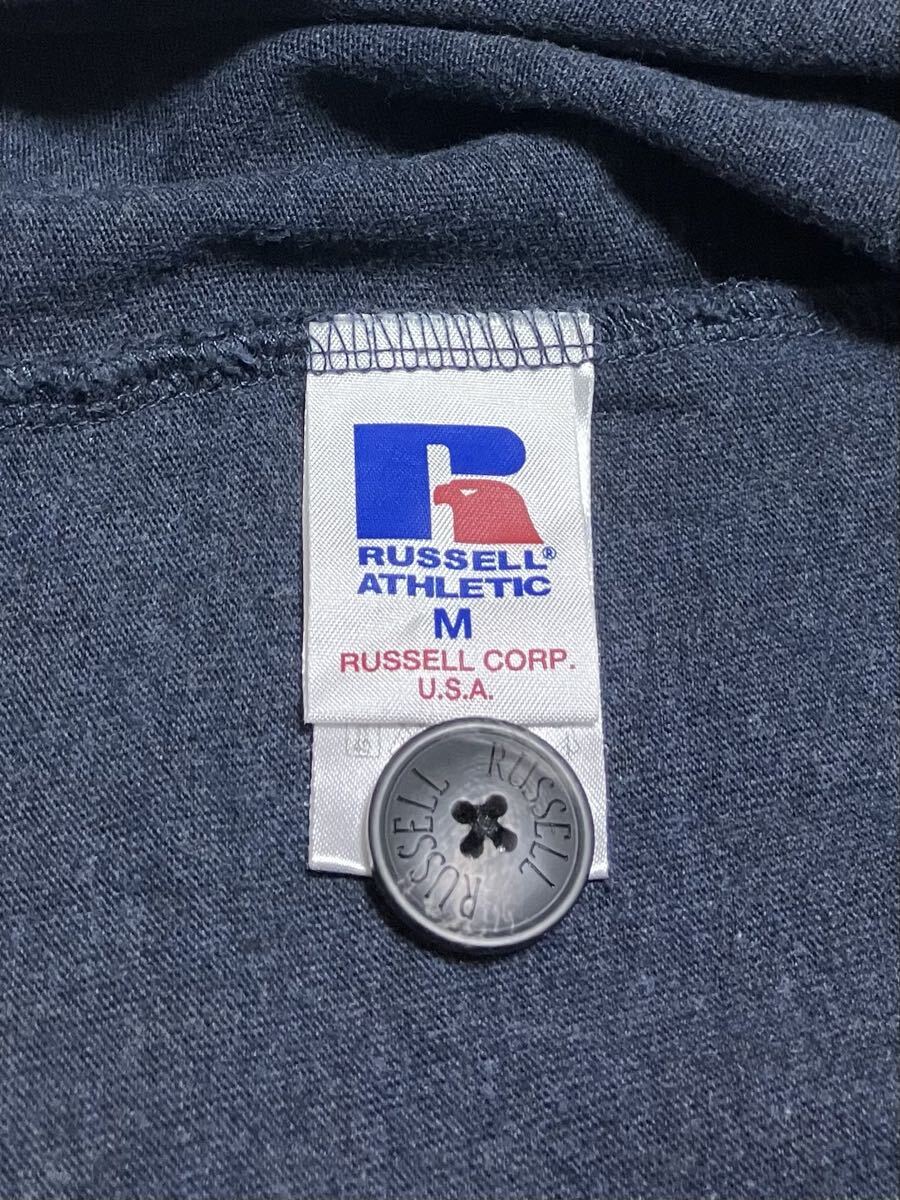 RUSSELL®
ATHLETIC
M
RUSSELL CORP.
U.S.A.
RUSSELL RUSSELL